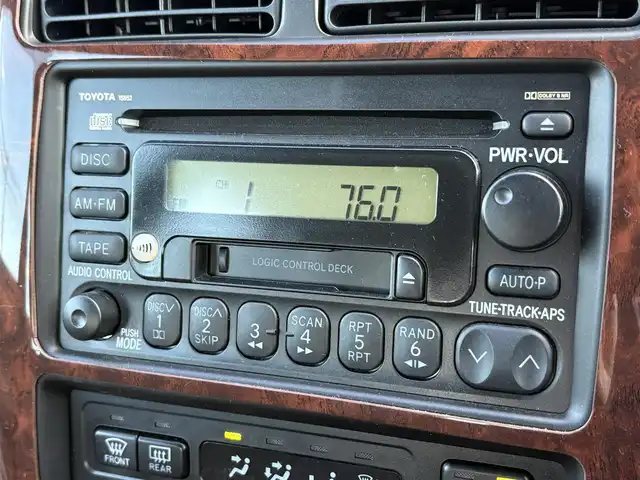 TOYOTA 15852
DOLBY B NR
DISC
PWR·VOL
CH 1 76.0
AM·FM
TAPE
LOGIC CONTROL DECK
AUTO·P
AUDIO CONTROL
TUNE·TRACK·APS
PUSH MODE
DISC∨ 1
DISC∧ 2 SKIP
3 ◀◀
SCAN 4 ▶▶
RPT 5 RPT
RAND 6 ◀▶
∨ ∧
FRONT
REAR